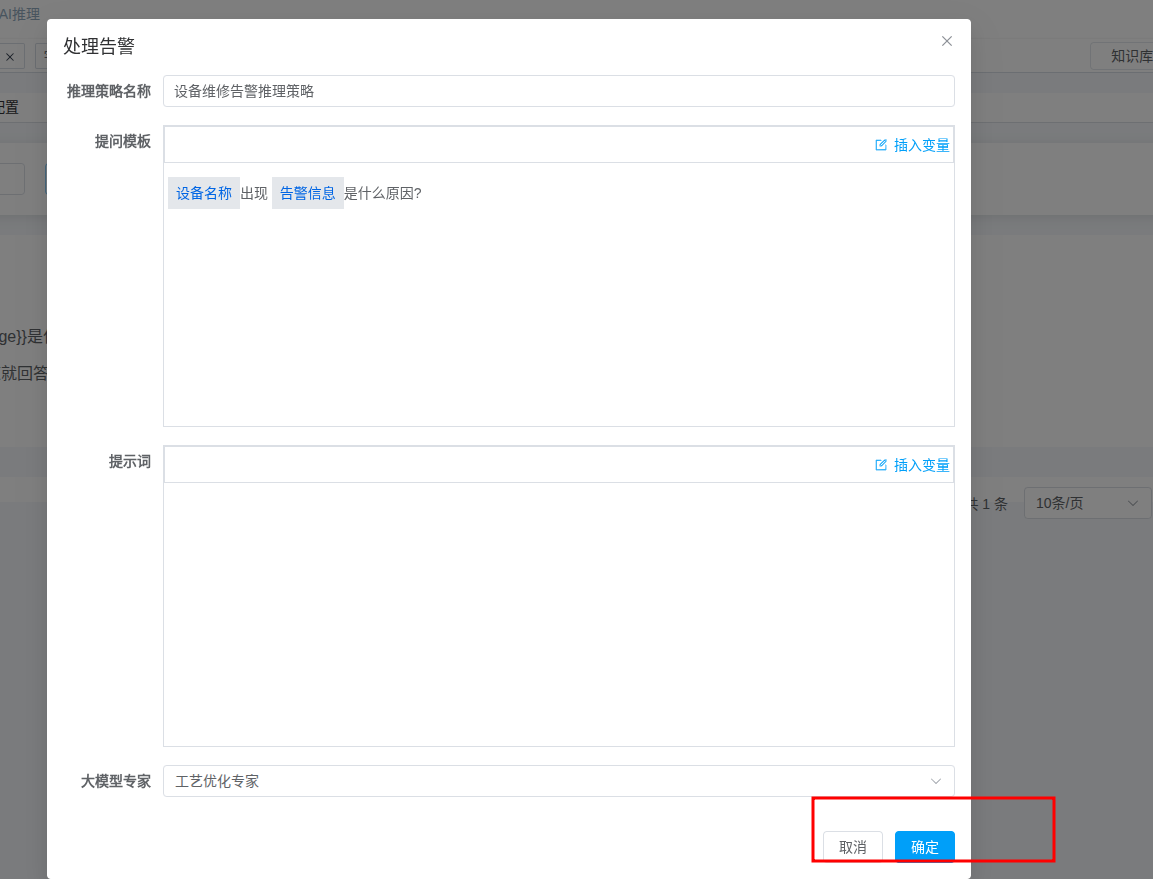 AI推理
处理告警
知识库
推理策略名称 设备维修告警推理策略
配置
提问模板 插入变量
设备名称 出现 告警信息 是什么原因?
ge}}是
就回答
提示词 插入变量
共 1 条 10条/页
大模型专家 工艺优化专家
取消 确定